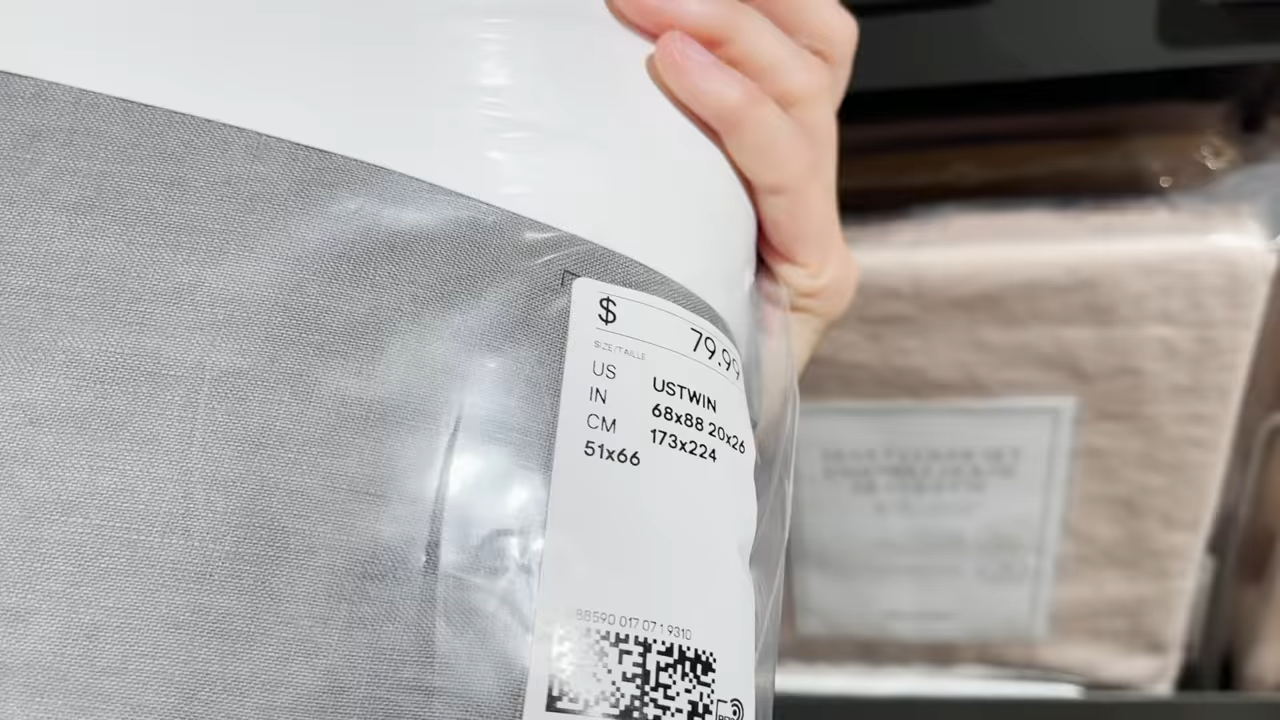 $ 79.99
SIZE/TAILLE
US USTWIN
IN 68x88 20x26
CM 173x224
51x66
88590 017 07 1 9310